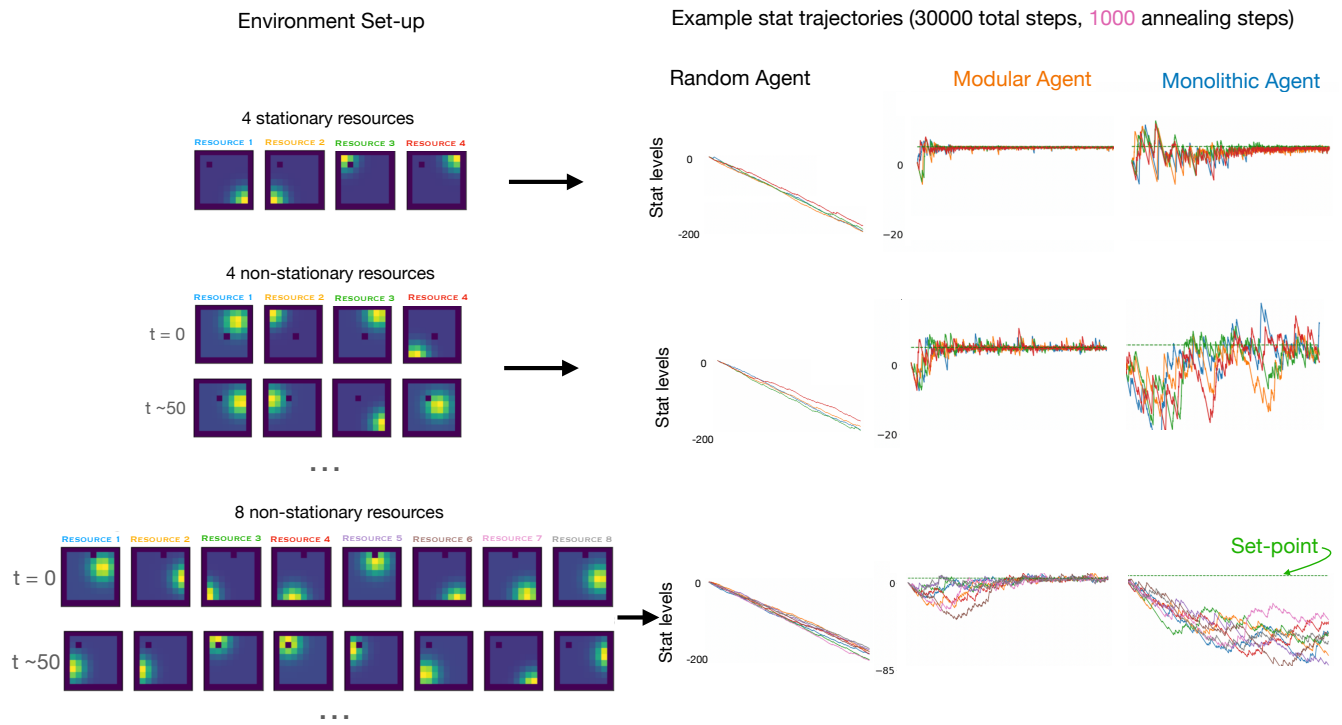 Environment Set-up
Example stat trajectories (30000 total steps, 1000 annealing steps)
Random Agent
Modular Agent
Monolithic Agent
4 stationary resources
RESOURCE 1 RESOURCE 2 RESOURCE 3 RESOURCE 4
Stat levels
0
-200
0
-20
4 non-stationary resources
RESOURCE 1 RESOURCE 2 RESOURCE 3 RESOURCE 4
t = 0
t ~50
...
Stat levels
0
-200
0
-20
8 non-stationary resources
RESOURCE 1 RESOURCE 2 RESOURCE 3 RESOURCE 4 RESOURCE 5 RESOURCE 6 RESOURCE 7 RESOURCE 8
t = 0
t ~50
...
Stat levels
0
-200
0
-85
Set-point